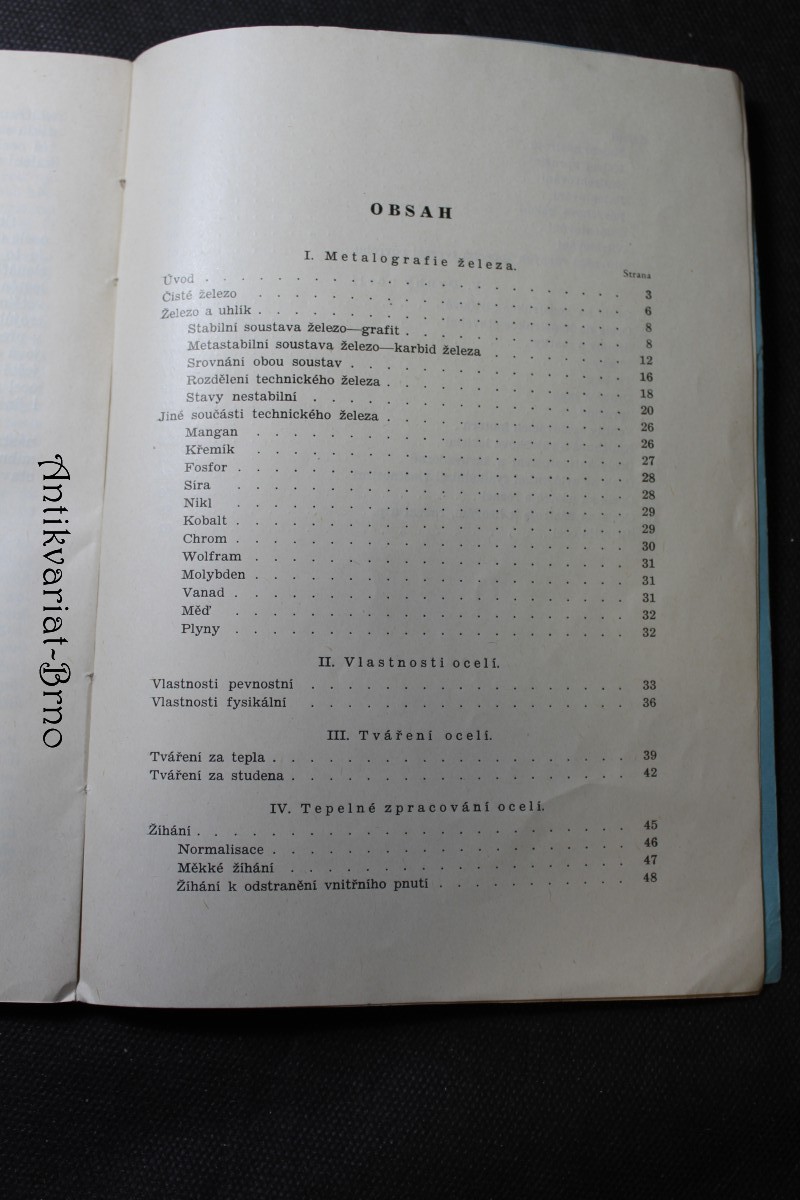 OBSAH
I. Metalografie železa.
Strana
Úvod . . . . . . . . . . . . . . . . 3
Čisté železo . . . . . . . . . . . . . . . . 6
Železo a uhlík . . . . . . . . . . . . . . . . 8
Stabilní soustava železo—grafit . . . . . . . . . . 8
Metastabilní soustava železo—karbid železa . . . . . . 12
Srovnání obou soustav . . . . . . . . . . . . 16
Rozdělení technického železa . . . . . . . . . . 18
Stavy nestabilní . . . . . . . . . . . . . 20
Jiné součásti technického železa . . . . . . . . . . 26
Mangan . . . . . . . . . . . . . . 26
Křemík . . . . . . . . . . . . . . 27
Fosfor . . . . . . . . . . . . . . 28
Síra . . . . . . . . . . . . . . 28
Nikl . . . . . . . . . . . . . . 29
Kobalt . . . . . . . . . . . . . . 29
Chrom . . . . . . . . . . . . . . 30
Wolfram . . . . . . . . . . . . . . 31
Molybden . . . . . . . . . . . . . . 31
Vanad . . . . . . . . . . . . . . 31
Měď . . . . . . . . . . . . . . 32
Plyny . . . . . . . . . . . . . . 32
II. Vlastnosti ocelí.
Vlastnosti pevnostní . . . . . . . . . . . . . 33
Vlastnosti fysikální . . . . . . . . . . . . . 36
III. Tváření ocelí.
Tváření za tepla . . . . . . . . . . . . . . 39
Tváření za studena . . . . . . . . . . . . . . 42
IV. Tepelné zpracování ocelí.
Žíhání . . . . . . . . . . . . . . . . . 45
Normalisace . . . . . . . . . . . . . . 46
Měkké žíhání . . . . . . . . . . . . . 47
Žíhání k odstranění vnitřního pnutí . . . . . . . . 48
Antikvariat~Brno